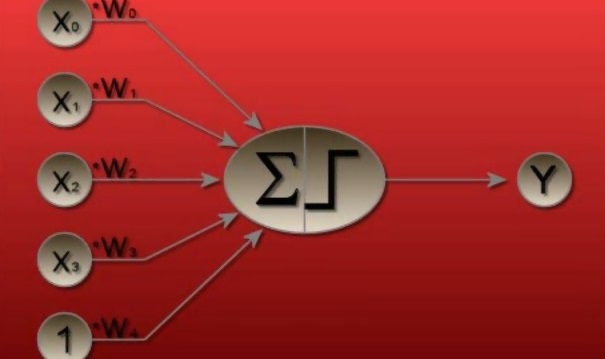 X₀ *W₀
X₁ *W₁
X₂ *W₂
Σ
Y
X₃ *W₃
1 *W₄